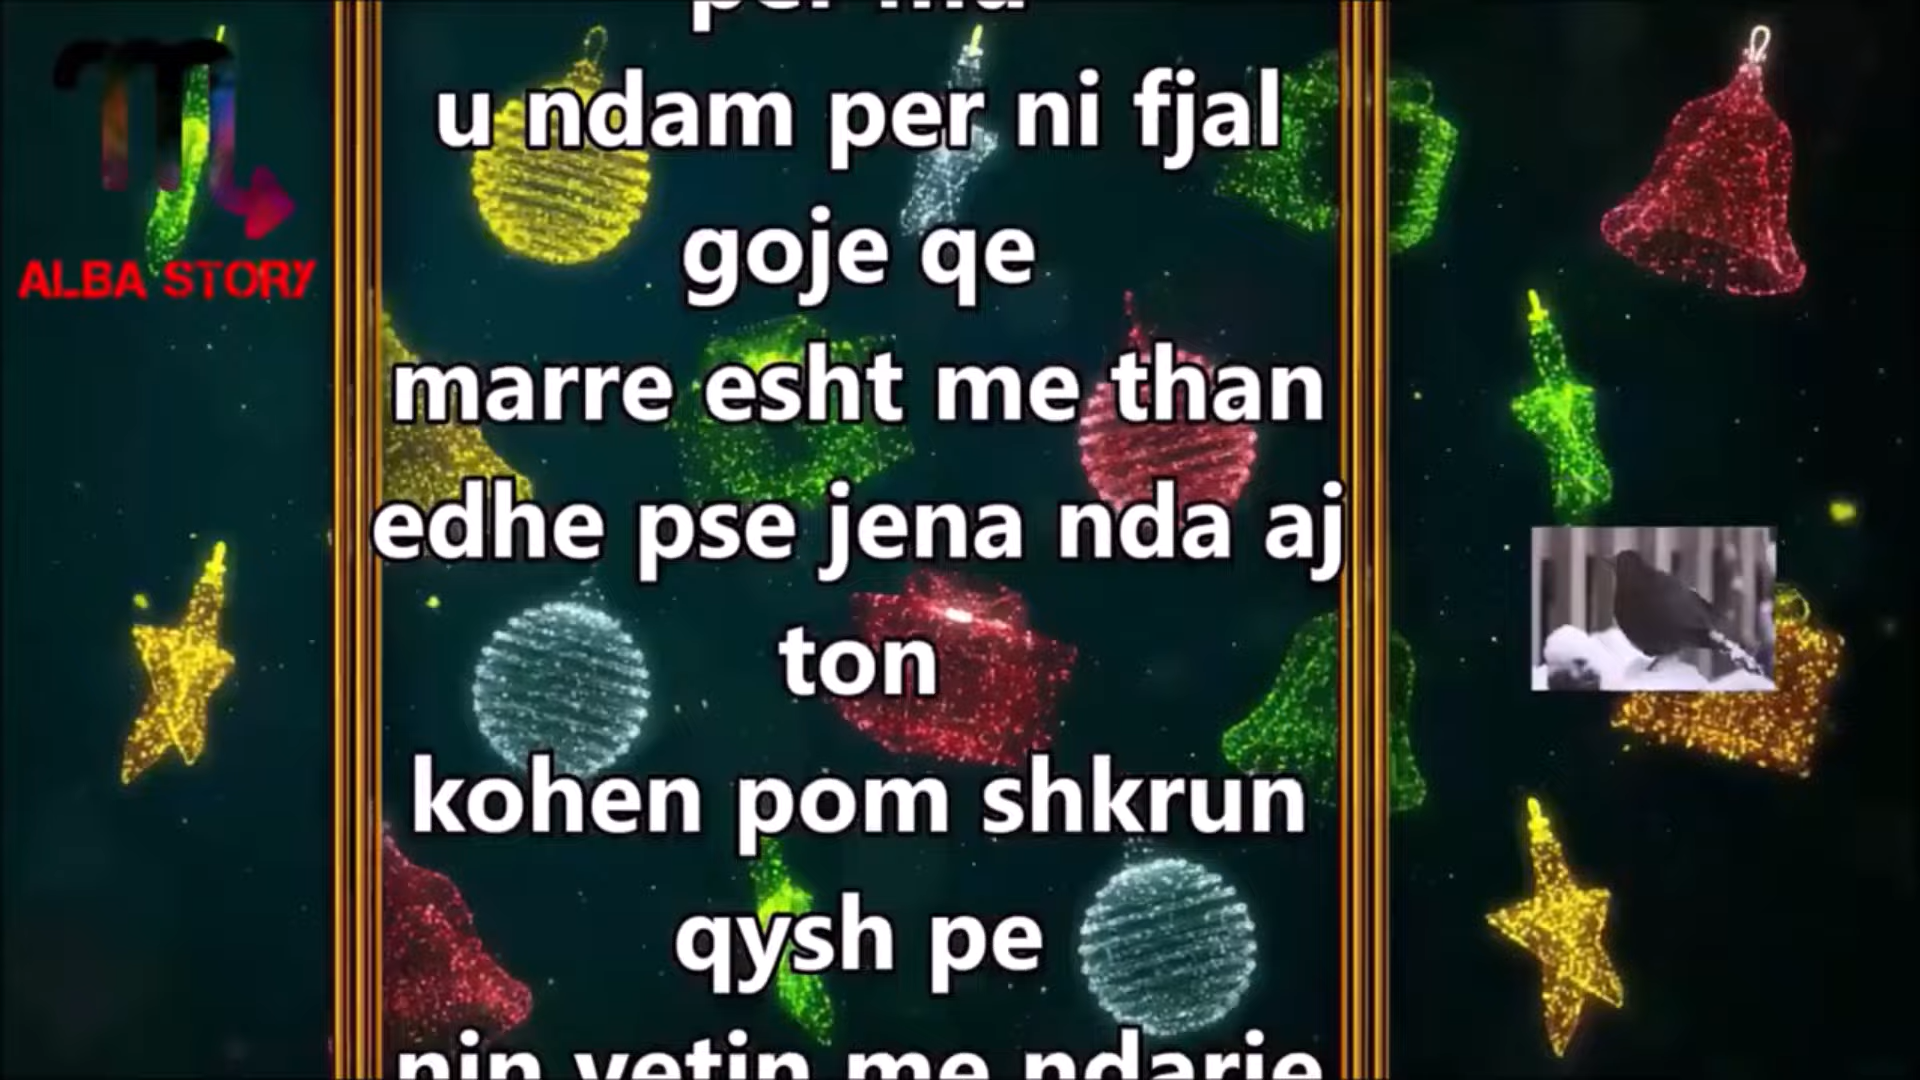 ALBA STORY
u ndam per ni fjal
goje qe
marre esht me than
edhe pse jena nda aj
ton
kohen pom shkrun
qysh pe
nin vetin me ndarje